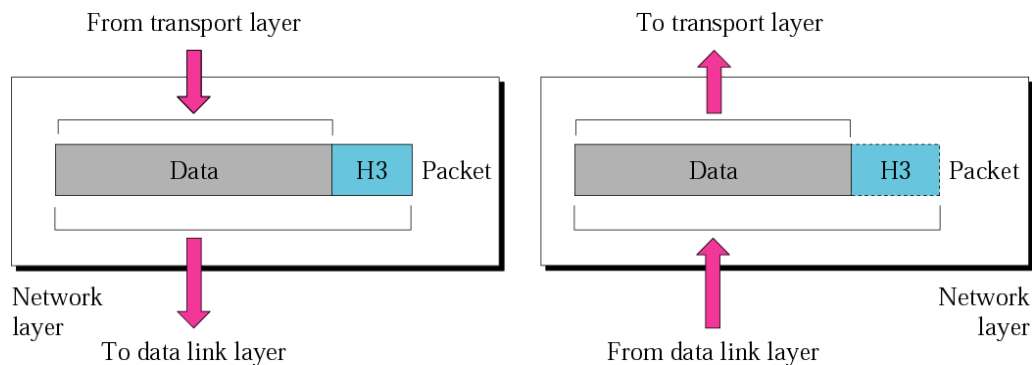 From transport layer
To transport layer
Data
H3
Packet
Data
H3
Packet
Network
layer
Network
layer
To data link layer
From data link layer